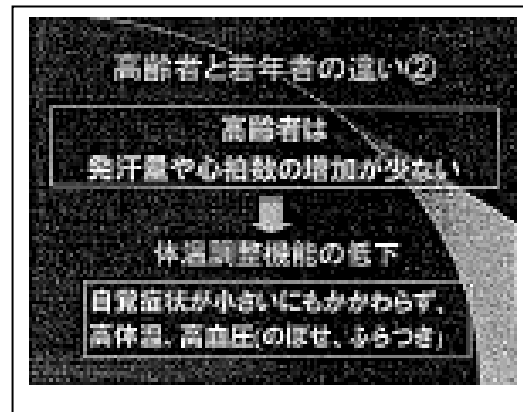 高齢者と若年者の違い②
高齢者は
発汗量や心拍数の増加が少ない
体温調整機能の低下
自覚症状が小さいにもかかわらず、
高体温、高血圧(のぼせ、ふらつき)